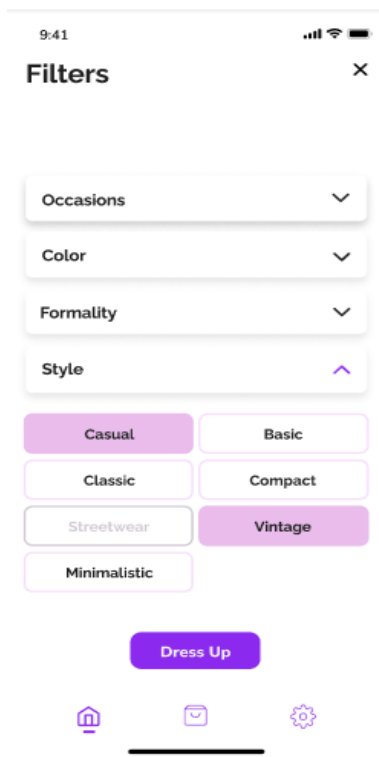 9:41
Filters
Occasions
Color
Formality
Style
Casual Basic
Classic Compact
Streetwear Vintage
Minimalistic
Dress Up